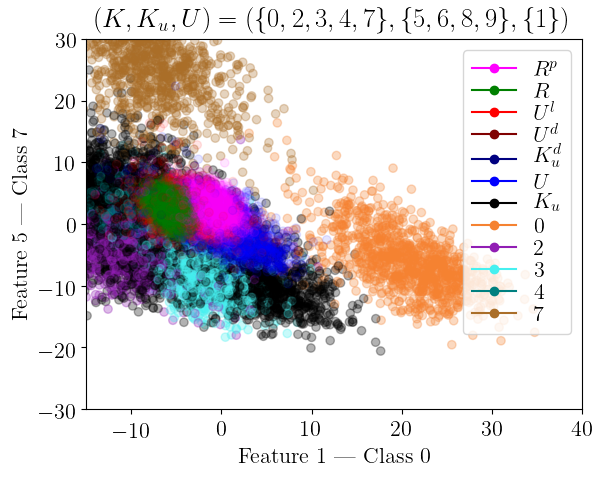 (K, K_u, U) = ({0, 2, 3, 4, 7}, {5, 6, 8, 9}, {1})
30
20
10
0
−10
−20
−30
Feature 5 — Class 7
R^p
R
U^l
U^d
K_u^d
U
K_u
0
2
3
4
7
−10
0
10
20
30
40
Feature 1 — Class 0